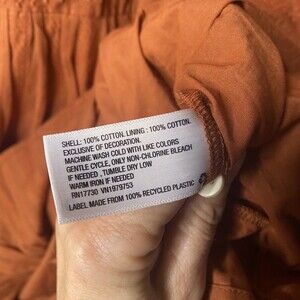 SHELL: 100% COTTON. LINING : 100% COTTON.
EXCLUSIVE OF DECORATION.
MACHINE WASH COLD WITH LIKE COLORS
GENTLE CYCLE, ONLY NON-CHLORINE BLEACH
IF NEEDED . TUMBLE DRY LOW
WARM IRON IF NEEDED
RN17730 VN1979753
LABEL MADE FROM 100% RECYCLED PLASTIC